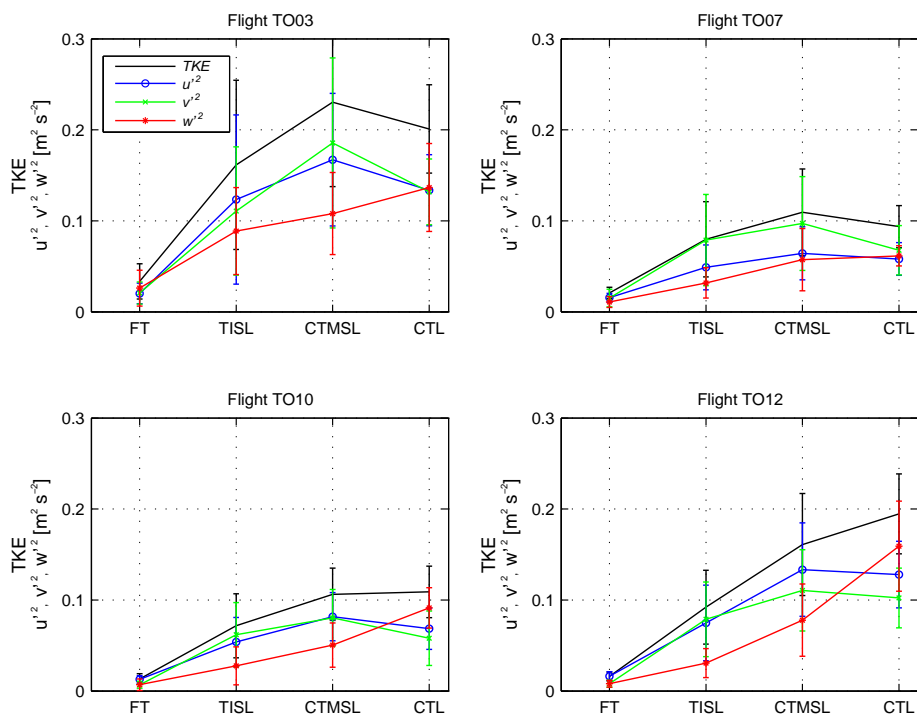 Flight TO03
0.3
0.2
0.1
0
TKE
u'², v'², w'² [m² s⁻²]
TKE
u'²
v'²
w'²
FT TISL CTMSL CTL
Flight TO07
0.3
0.2
0.1
0
TKE
u'², v'², w'² [m² s⁻²]
FT TISL CTMSL CTL
Flight TO10
0.3
0.2
0.1
0
TKE
u'², v'², w'² [m² s⁻²]
FT TISL CTMSL CTL
Flight TO12
0.3
0.2
0.1
0
TKE
u'², v'², w'² [m² s⁻²]
FT TISL CTMSL CTL